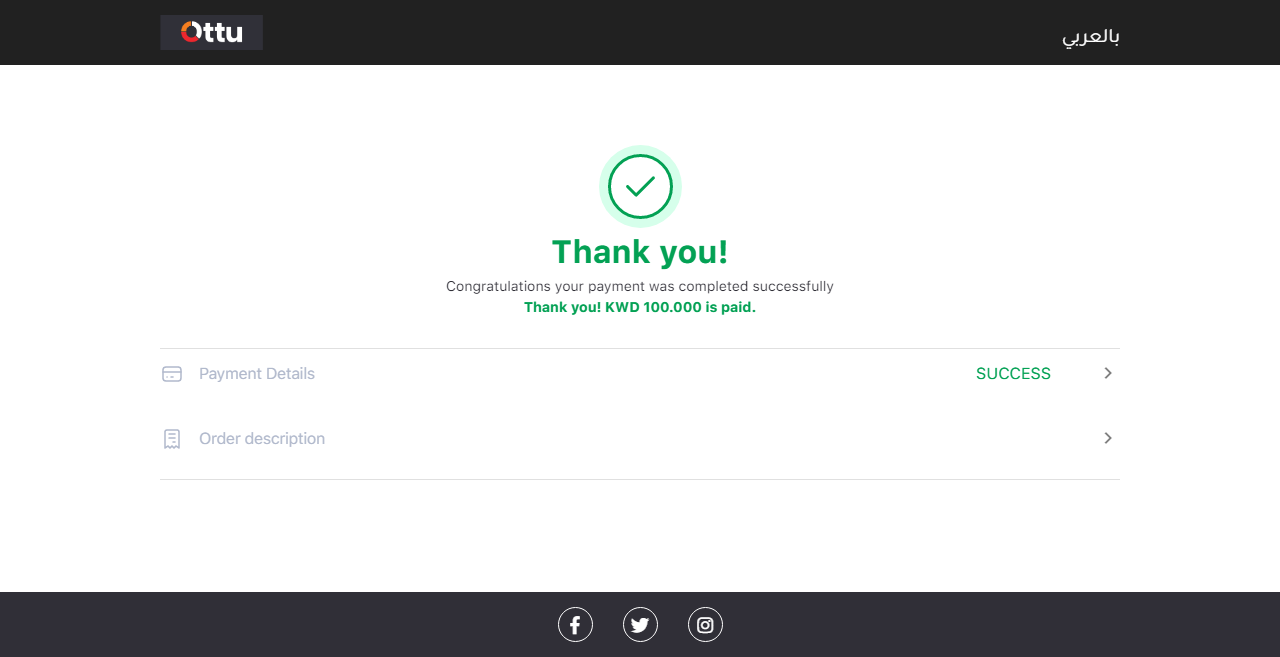 Ottu
بالعربي
Thank you!
Congratulations your payment was completed successfully
Thank you! KWD 100.000 is paid.
Payment Details
SUCCESS
Order description